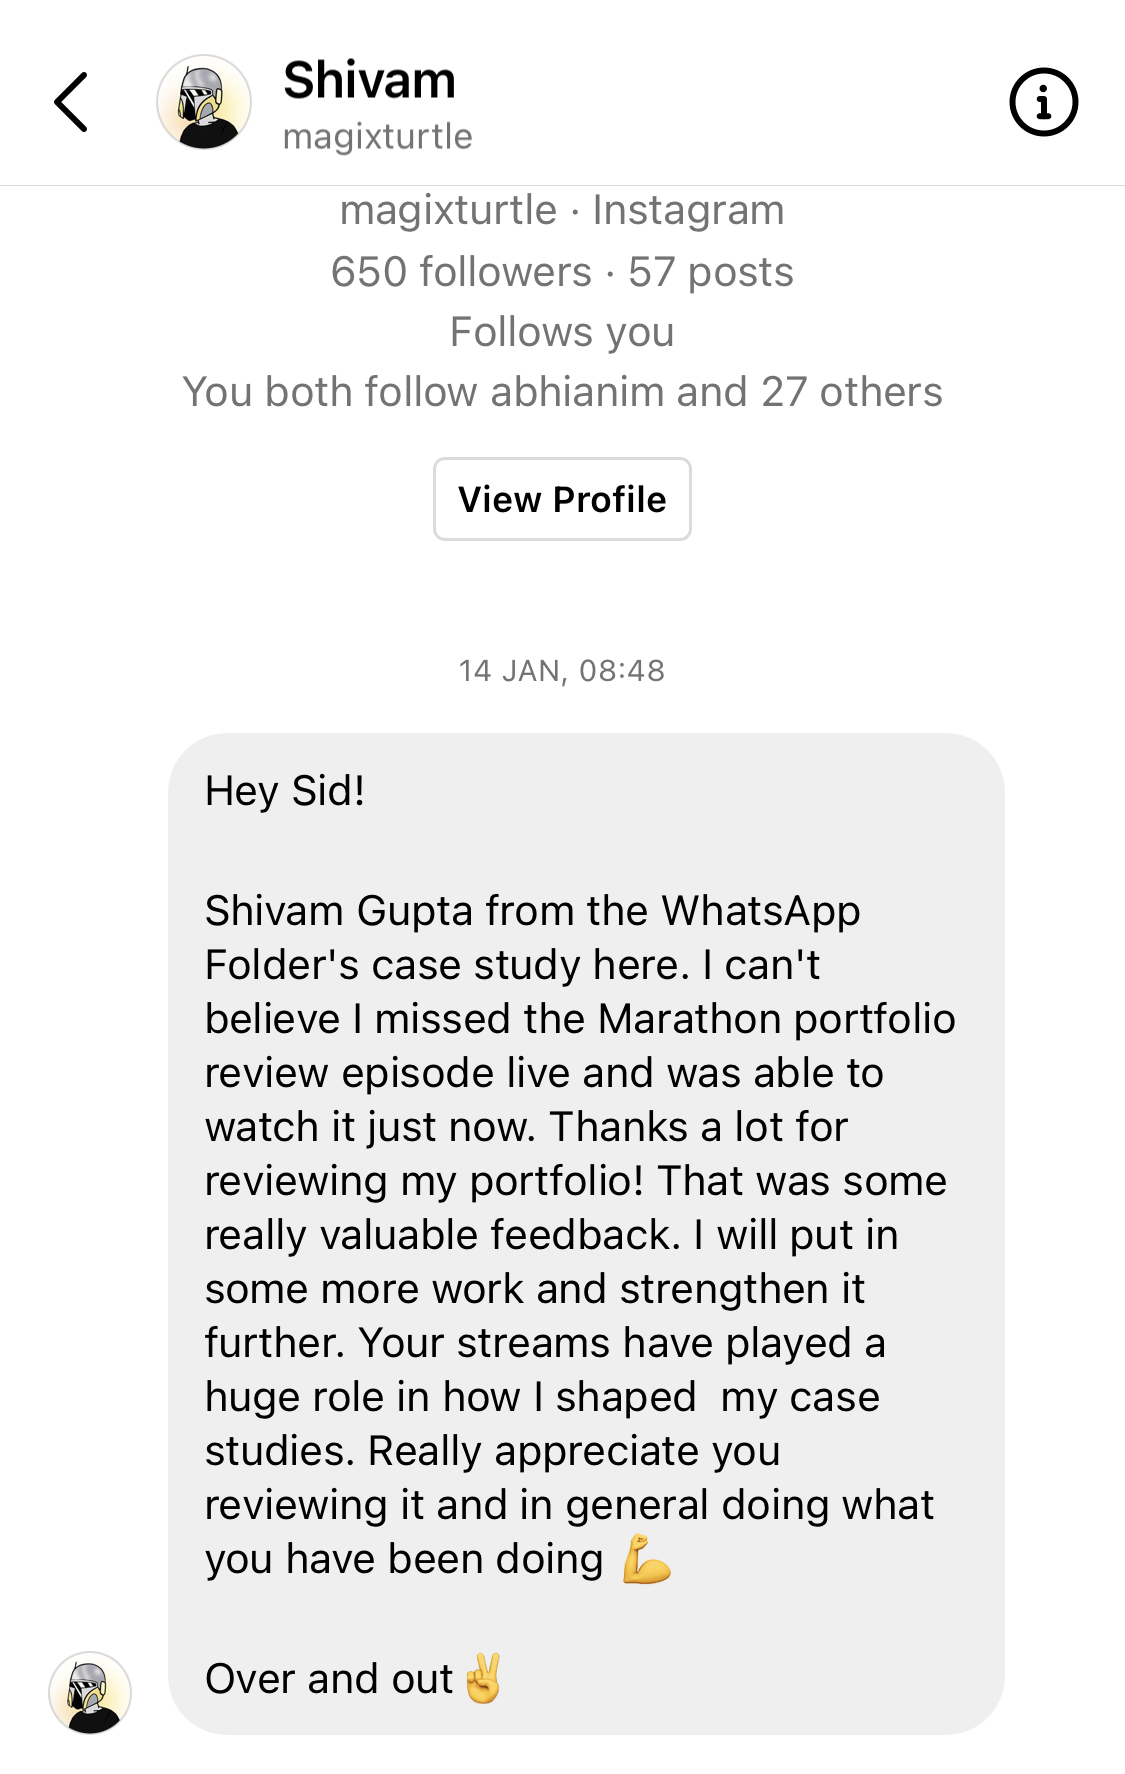 Shivam
magixturtle
magixturtle · Instagram
650 followers · 57 posts
Follows you
You both follow abhianim and 27 others
View Profile
14 JAN, 08:48
Hey Sid!
Shivam Gupta from the WhatsApp
Folder's case study here. I can't
believe I missed the Marathon portfolio
review episode live and was able to
watch it just now. Thanks a lot for
reviewing my portfolio! That was some
really valuable feedback. I will put in
some more work and strengthen it
further. Your streams have played a
huge role in how I shaped  my case
studies. Really appreciate you
reviewing it and in general doing what
you have been doing 💪
Over and out✌️